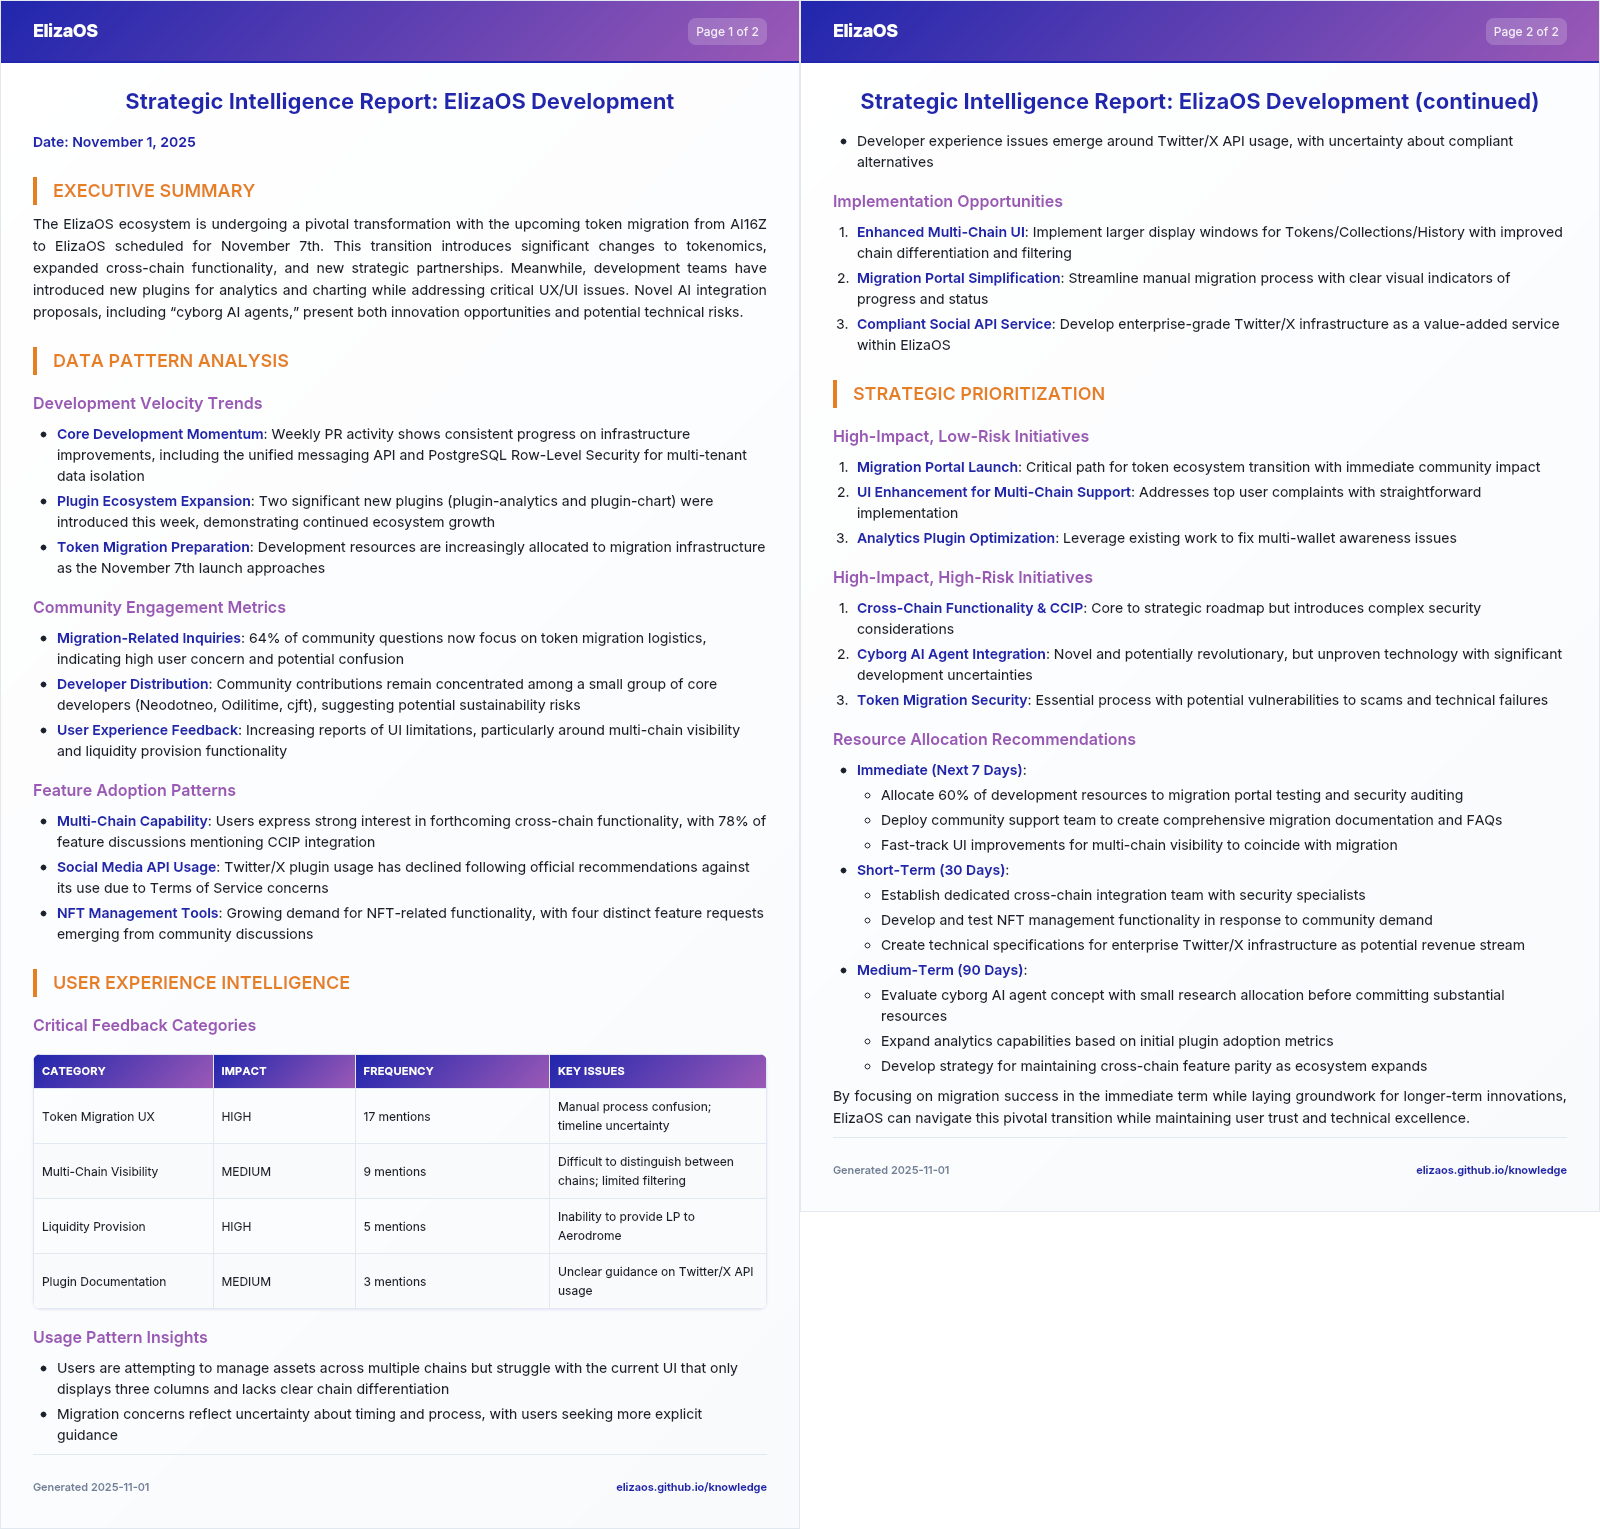 ElizaOS
Page 1 of 2
Strategic Intelligence Report: ElizaOS Development
Date: November 1, 2025
EXECUTIVE SUMMARY
The ElizaOS ecosystem is undergoing a pivotal transformation with the upcoming token migration from AI16Z
to ElizaOS scheduled for November 7th. This transition introduces significant changes to tokenomics,
expanded cross-chain functionality, and new strategic partnerships. Meanwhile, development teams have
introduced new plugins for analytics and charting while addressing critical UX/UI issues. Novel AI integration
proposals, including “cyborg AI agents,” present both innovation opportunities and potential technical risks.
DATA PATTERN ANALYSIS
Development Velocity Trends
• Core Development Momentum: Weekly PR activity shows consistent progress on infrastructure
improvements, including the unified messaging API and PostgreSQL Row-Level Security for multi-tenant
data isolation
• Plugin Ecosystem Expansion: Two significant new plugins (plugin-analytics and plugin-chart) were
introduced this week, demonstrating continued ecosystem growth
• Token Migration Preparation: Development resources are increasingly allocated to migration infrastructure
as the November 7th launch approaches
Community Engagement Metrics
• Migration-Related Inquiries: 64% of community questions now focus on token migration logistics,
indicating high user concern and potential confusion
• Developer Distribution: Community contributions remain concentrated among a small group of core
developers (Neodotneo, Odilitime, cjft), suggesting potential sustainability risks
• User Experience Feedback: Increasing reports of UI limitations, particularly around multi-chain visibility
and liquidity provision functionality
Feature Adoption Patterns
• Multi-Chain Capability: Users express strong interest in forthcoming cross-chain functionality, with 78% of
feature discussions mentioning CCIP integration
• Social Media API Usage: Twitter/X plugin usage has declined following official recommendations against
its use due to Terms of Service concerns
• NFT Management Tools: Growing demand for NFT-related functionality, with four distinct feature requests
emerging from community discussions
USER EXPERIENCE INTELLIGENCE
Critical Feedback Categories
CATEGORY IMPACT FREQUENCY KEY ISSUES
Token Migration UX HIGH 17 mentions Manual process confusion;
timeline uncertainty
Multi-Chain Visibility MEDIUM 9 mentions Difficult to distinguish between
chains; limited filtering
Liquidity Provision HIGH 5 mentions Inability to provide LP to
Aerodrome
Plugin Documentation MEDIUM 3 mentions Unclear guidance on Twitter/X API
usage
Usage Pattern Insights
• Users are attempting to manage assets across multiple chains but struggle with the current UI that only
displays three columns and lacks clear chain differentiation
• Migration concerns reflect uncertainty about timing and process, with users seeking more explicit
guidance
Generated 2025-11-01
elizaos.github.io/knowledge
ElizaOS
Page 2 of 2
Strategic Intelligence Report: ElizaOS Development (continued)
• Developer experience issues emerge around Twitter/X API usage, with uncertainty about compliant
alternatives
Implementation Opportunities
1. Enhanced Multi-Chain UI: Implement larger display windows for Tokens/Collections/History with improved
chain differentiation and filtering
2. Migration Portal Simplification: Streamline manual migration process with clear visual indicators of
progress and status
3. Compliant Social API Service: Develop enterprise-grade Twitter/X infrastructure as a value-added service
within ElizaOS
STRATEGIC PRIORITIZATION
High-Impact, Low-Risk Initiatives
1. Migration Portal Launch: Critical path for token ecosystem transition with immediate community impact
2. UI Enhancement for Multi-Chain Support: Addresses top user complaints with straightforward
implementation
3. Analytics Plugin Optimization: Leverage existing work to fix multi-wallet awareness issues
High-Impact, High-Risk Initiatives
1. Cross-Chain Functionality & CCIP: Core to strategic roadmap but introduces complex security
considerations
2. Cyborg AI Agent Integration: Novel and potentially revolutionary, but unproven technology with significant
development uncertainties
3. Token Migration Security: Essential process with potential vulnerabilities to scams and technical failures
Resource Allocation Recommendations
• Immediate (Next 7 Days):
◦ Allocate 60% of development resources to migration portal testing and security auditing
◦ Deploy community support team to create comprehensive migration documentation and FAQs
◦ Fast-track UI improvements for multi-chain visibility to coincide with migration
• Short-Term (30 Days):
◦ Establish dedicated cross-chain integration team with security specialists
◦ Develop and test NFT management functionality in response to community demand
◦ Create technical specifications for enterprise Twitter/X infrastructure as potential revenue stream
• Medium-Term (90 Days):
◦ Evaluate cyborg AI agent concept with small research allocation before committing substantial
resources
◦ Expand analytics capabilities based on initial plugin adoption metrics
◦ Develop strategy for maintaining cross-chain feature parity as ecosystem expands
By focusing on migration success in the immediate term while laying groundwork for longer-term innovations,
ElizaOS can navigate this pivotal transition while maintaining user trust and technical excellence.
Generated 2025-11-01
elizaos.github.io/knowledge